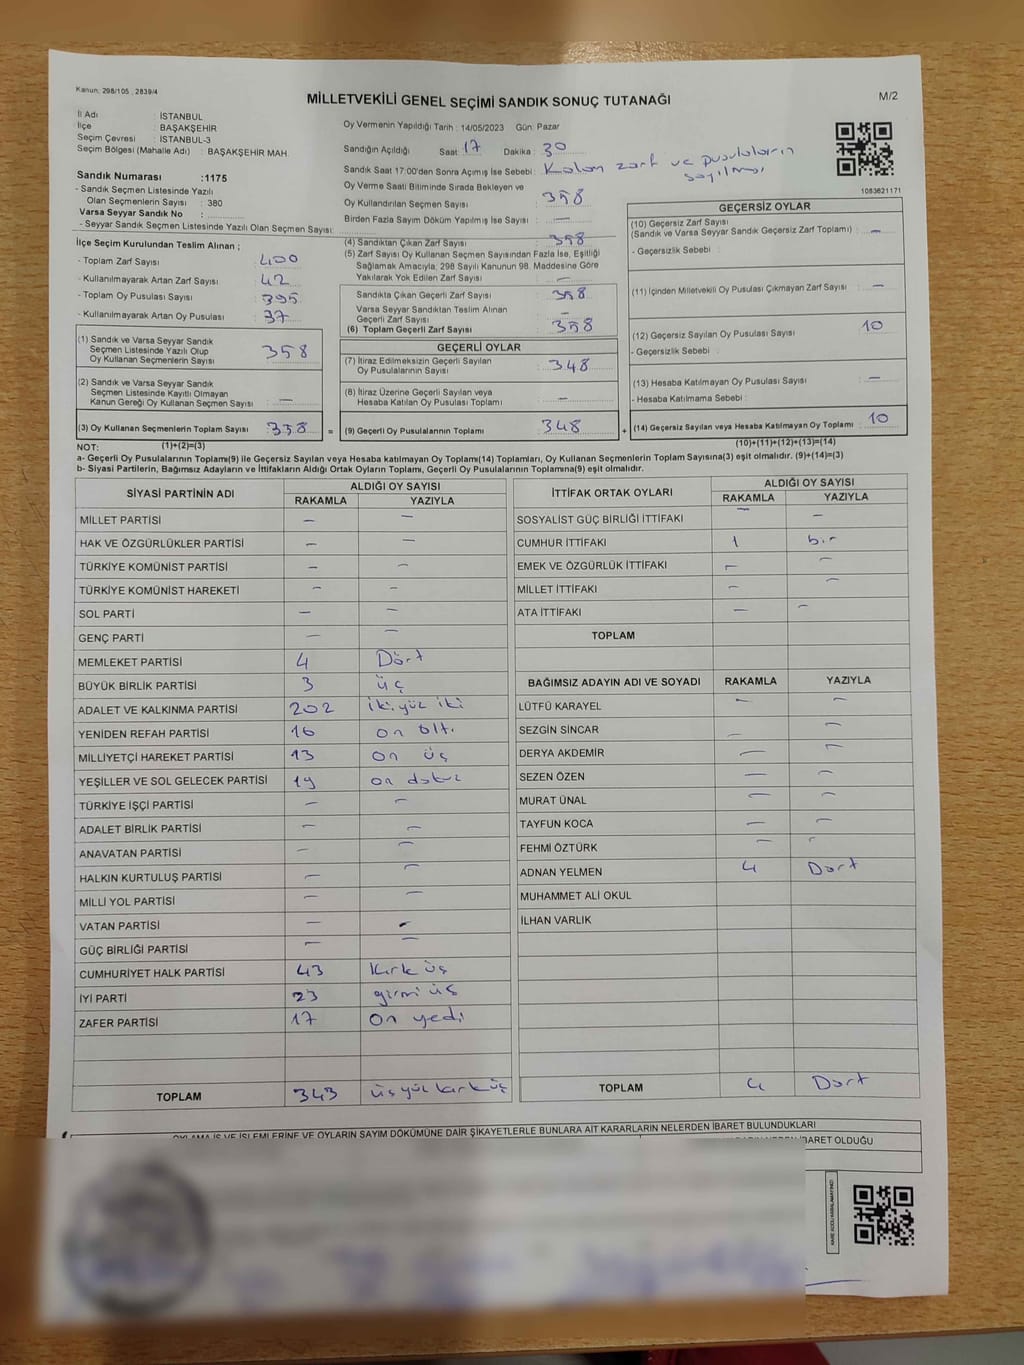 Kanun: 298/105 , 2839/4
MİLLETVEKİLİ GENEL SEÇİMİ SANDIK SONUÇ TUTANAĞI
M/2
İl Adı : İSTANBUL
İlçe : BAŞAKŞEHİR
Seçim Çevresi : İSTANBUL-3
Seçim Bölgesi (Mahalle Adı) : BAŞAKŞEHİR MAH.
Oy Vermenin Yapıldığı Tarih : 14/05/2023 Gün: Pazar
Sandığın Açıldığı Saat: 17 Dakika : 30
Sandık Saat 17:00'den Sonra Açılmış İse Sebebi : Kalan zarf ve pusulaların sayılması
Oy Verme Saati Bitiminde Sırada Bekleyen ve
Oy Kullandırılan Seçmen Sayısı : 358
Birden Fazla Sayım Döküm Yapılmış İse Sayısı : —
1083621171
Sandık Numarası :1175
- Sandık Seçmen Listesinde Yazılı
Olan Seçmenlerin Sayısı : 380
Varsa Seyyar Sandık No :
- Seyyar Sandık Seçmen Listesinde Yazılı Olan Seçmen Sayısı:
İlçe Seçim Kurulundan Teslim Alınan ;
- Toplam Zarf Sayısı : 400
- Kullanılmayarak Artan Zarf Sayısı : 42
- Toplam Oy Pusulası Sayısı : 395
- Kullanılmayarak Artan Oy Pusulası : 37
(1) Sandık ve Varsa Seyyar Sandık
Seçmen Listesinde Yazılı Olup
Oy Kullanan Seçmenlerin Sayısı : 358
(2) Sandık ve Varsa Seyyar Sandık
Seçmen Listesinde Kayıtlı Olmayan
Kanun Gereği Oy Kullanan Seçmen Sayısı : —
(3) Oy Kullanan Seçmenlerin Toplam Sayısı : 358
(1)+(2)=(3)
(4) Sandıktan Çıkan Zarf Sayısı : 358
(5) Zarf Sayısı Oy Kullanan Seçmen Sayısından Fazla İse, Eşitliği
Sağlamak Amacıyla, 298 Sayılı Kanunun 98. Maddesine Göre
Yakılarak Yok Edilen Zarf Sayısı : —
Sandıkta Çıkan Geçerli Zarf Sayısı : 358
Varsa Seyyar Sandıktan Teslim Alınan
Geçerli Zarf Sayısı : —
(6) Toplam Geçerli Zarf Sayısı : 358
GEÇERLİ OYLAR
(7) İtiraz Edilmeksizin Geçerli Sayılan
Oy Pusulalarının Sayısı : 348
(8) İtiraz Üzerine Geçerli Sayılan veya
Hesaba Katılan Oy Pusulası Toplamı : —
= (9) Geçerli Oy Pusulalarının Toplamı : 348 +
GEÇERSİZ OYLAR
(10) Geçersiz Zarf Sayısı
(Sandık ve Varsa Seyyar Sandık Geçersiz Zarf Toplamı) : —
- Geçersizlik Sebebi :
(11) İçinden Milletvekili Oy Pusulası Çıkmayan Zarf Sayısı : —
(12) Geçersiz Sayılan Oy Pusulası Sayısı : 10
- Geçersizlik Sebebi :
(13) Hesaba Katılmayan Oy Pusulası Sayısı : —
- Hesaba Katılmama Sebebi :
(14) Geçersiz Sayılan veya Hesaba Katılmayan Oy Toplamı : 10
(10)+(11)+(12)+(13)=(14)
NOT:
a- Geçerli Oy Pusulalarının Toplamı(9) ile Geçersiz Sayılan veya Hesaba Katılmayan Oy Toplamı(14) Toplamları, Oy Kullanan Seçmenlerin Toplam Sayısına(3) eşit olmalıdır. (9)+(14)=(3)
b- Siyasi Partilerin, Bağımsız Adayların ve İttifakların Aldığı Ortak Oyların Toplamı, Geçerli Oy Pusulalarının Toplamına(9) eşit olmalıdır.
SİYASİ PARTİNİN ADI ALDIĞI OY SAYISI
RAKAMLA YAZIYLA
MİLLET PARTİSİ — —
HAK VE ÖZGÜRLÜKLER PARTİSİ — —
TÜRKİYE KOMÜNİST PARTİSİ — —
TÜRKİYE KOMÜNİST HAREKETİ — —
SOL PARTİ — —
GENÇ PARTİ — —
MEMLEKET PARTİSİ 4 Dört
BÜYÜK BİRLİK PARTİSİ 3 üç
ADALET VE KALKINMA PARTİSİ 202 iki yüz iki
YENİDEN REFAH PARTİSİ 16 on altı
MİLLİYETÇİ HAREKET PARTİSİ 13 on üç
YEŞİLLER VE SOL GELECEK PARTİSİ 19 on dokuz
TÜRKİYE İŞÇİ PARTİSİ — —
ADALET BİRLİK PARTİSİ — —
ANAVATAN PARTİSİ — —
HALKIN KURTULUŞ PARTİSİ — —
MİLLİ YOL PARTİSİ — —
VATAN PARTİSİ — —
GÜÇ BİRLİĞİ PARTİSİ — —
CUMHURİYET HALK PARTİSİ 43 kırk üç
İYİ PARTİ 23 yirmi üç
ZAFER PARTİSİ 17 on yedi
TOPLAM 343 üç yüz kırk üç
İTTİFAK ORTAK OYLARI ALDIĞI OY SAYISI
RAKAMLA YAZIYLA
SOSYALİST GÜÇ BİRLİĞİ İTTİFAKI — —
CUMHUR İTTİFAKI 1 bir
EMEK VE ÖZGÜRLÜK İTTİFAKI — —
MİLLET İTTİFAKI — —
ATA İTTİFAKI — —
TOPLAM
BAĞIMSIZ ADAYIN ADI VE SOYADI RAKAMLA YAZIYLA
LÜTFÜ KARAYEL — —
SEZGİN SİNCAR — —
DERYA AKDEMİR — —
SEZEN ÖZEN — —
MURAT ÜNAL — —
TAYFUN KOCA — —
FEHMİ ÖZTÜRK — —
ADNAN YELMEN 4 Dört
MUHAMMET ALİ OKUL
İLHAN VARLIK
TOPLAM 4 Dört
OYLAMA İŞ VE İŞLEMLERİNE VE OYLARIN SAYIM DÖKÜMÜNE DAİR ŞİKAYETLERLE BUNLARA AİT KARARLARIN NELERDEN İBARET BULUNDUKLARI
İBARET OLDUĞU